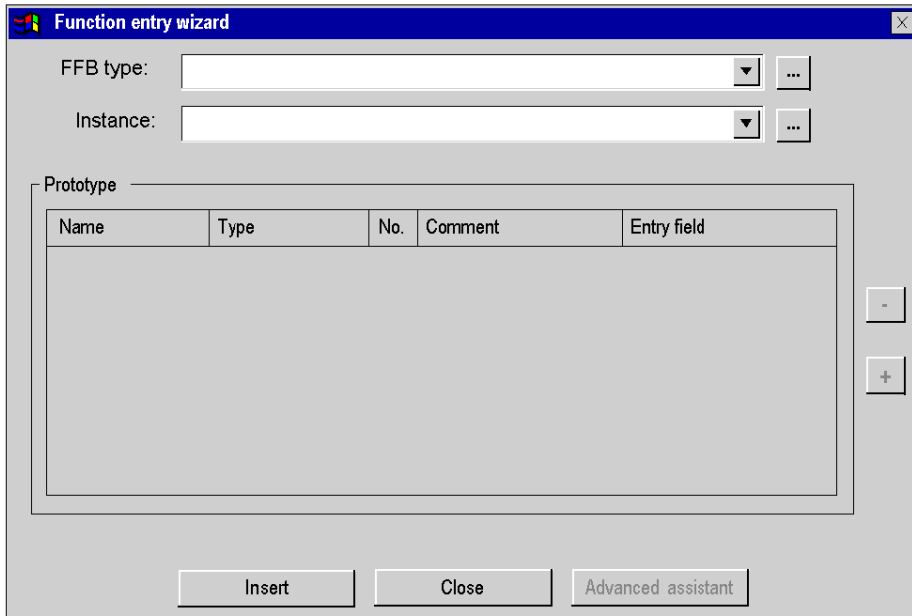 Function entry wizard
FFB type:
...
Instance:
...
Prototype
Name Type No. Comment Entry field
-
+
Insert Close Advanced assistant